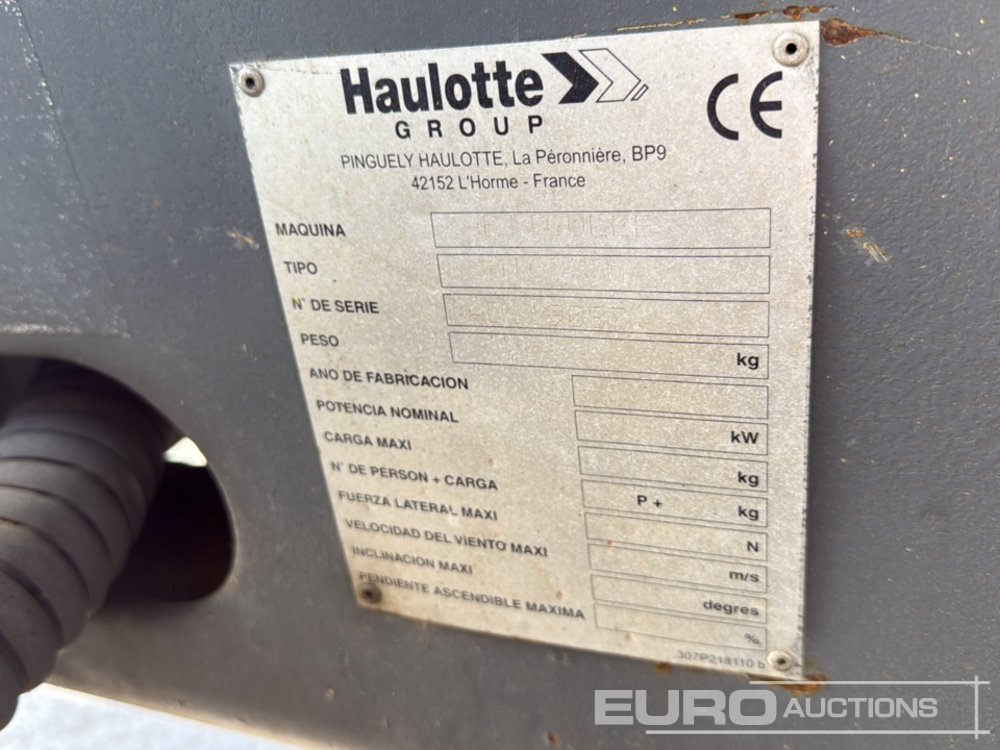 Haulotte
GROUP
CE
PINGUELY HAULOTTE, La Péronnière, BP9
42152 L'Horme - France
MAQUINA
TIPO
N° DE SERIE
PESO kg
ANO DE FABRICACION
POTENCIA NOMINAL kW
CARGA MAXI kg
N° DE PERSON + CARGA P + kg
FUERZA LATERAL MAXI N
VELOCIDAD DEL VIENTO MAXI m/s
INCLINACION MAXI degres
PENDIENTE ASCENDIBLE MAXIMA %
307P218110 b
EURO AUCTIONS